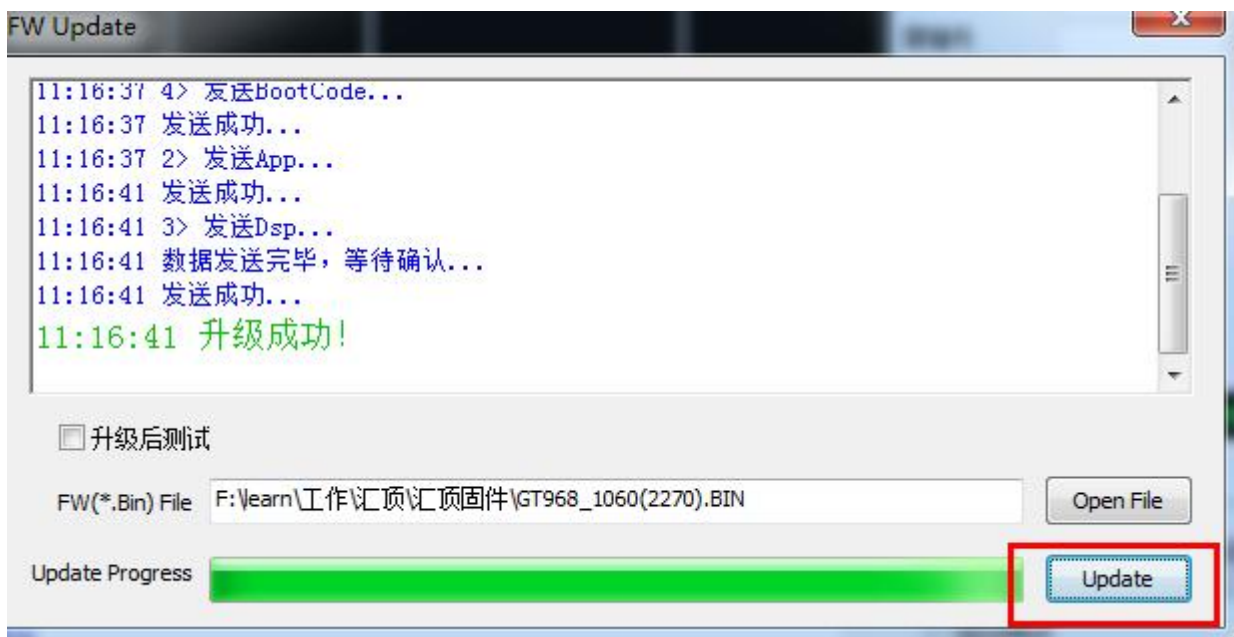 FW Update
11:16:37 4> 发送BootCode...
11:16:37 发送成功...
11:16:37 2> 发送App...
11:16:41 发送成功...
11:16:41 3> 发送Dsp...
11:16:41 数据发送完毕，等待确认...
11:16:41 发送成功...
11:16:41 升级成功!
升级后测试
FW(*.Bin) File F:\learn\工作\汇顶\汇顶固件\GT968_1060(2270).BIN Open File
Update Progress Update